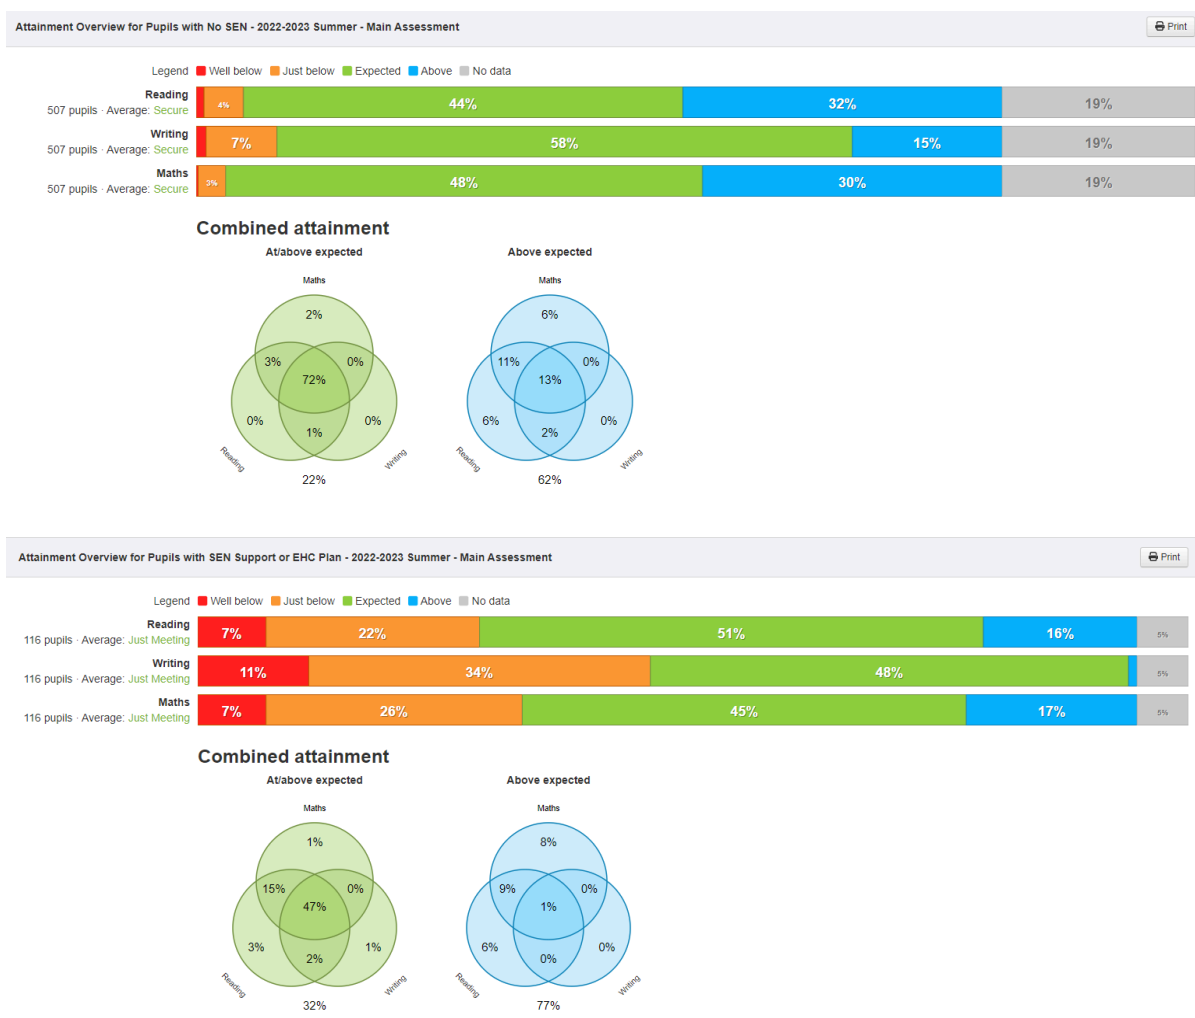 Attainment Overview for Pupils with No SEN - 2022-2023 Summer - Main Assessment
Print
Legend Well below Just below Expected Above No data
Reading
507 pupils · Average: Secure
4% 44% 32% 19%
Writing
507 pupils · Average: Secure
7% 58% 15% 19%
Maths
507 pupils · Average: Secure
3% 48% 30% 19%
Combined attainment
At/above expected
Maths
2%
3% 0%
72%
0% 0%
1%
Reading Writing
22%
Above expected
Maths
6%
11% 0%
13%
6% 0%
2%
Reading Writing
62%
Attainment Overview for Pupils with SEN Support or EHC Plan - 2022-2023 Summer - Main Assessment
Print
Legend Well below Just below Expected Above No data
Reading
116 pupils · Average: Just Meeting
7% 22% 51% 16% 5%
Writing
116 pupils · Average: Just Meeting
11% 34% 48% 5%
Maths
116 pupils · Average: Just Meeting
7% 26% 45% 17% 5%
Combined attainment
At/above expected
Maths
1%
15% 0%
47%
3% 1%
2%
Reading Writing
32%
Above expected
Maths
8%
9% 0%
1%
6% 0%
0%
Reading Writing
77%